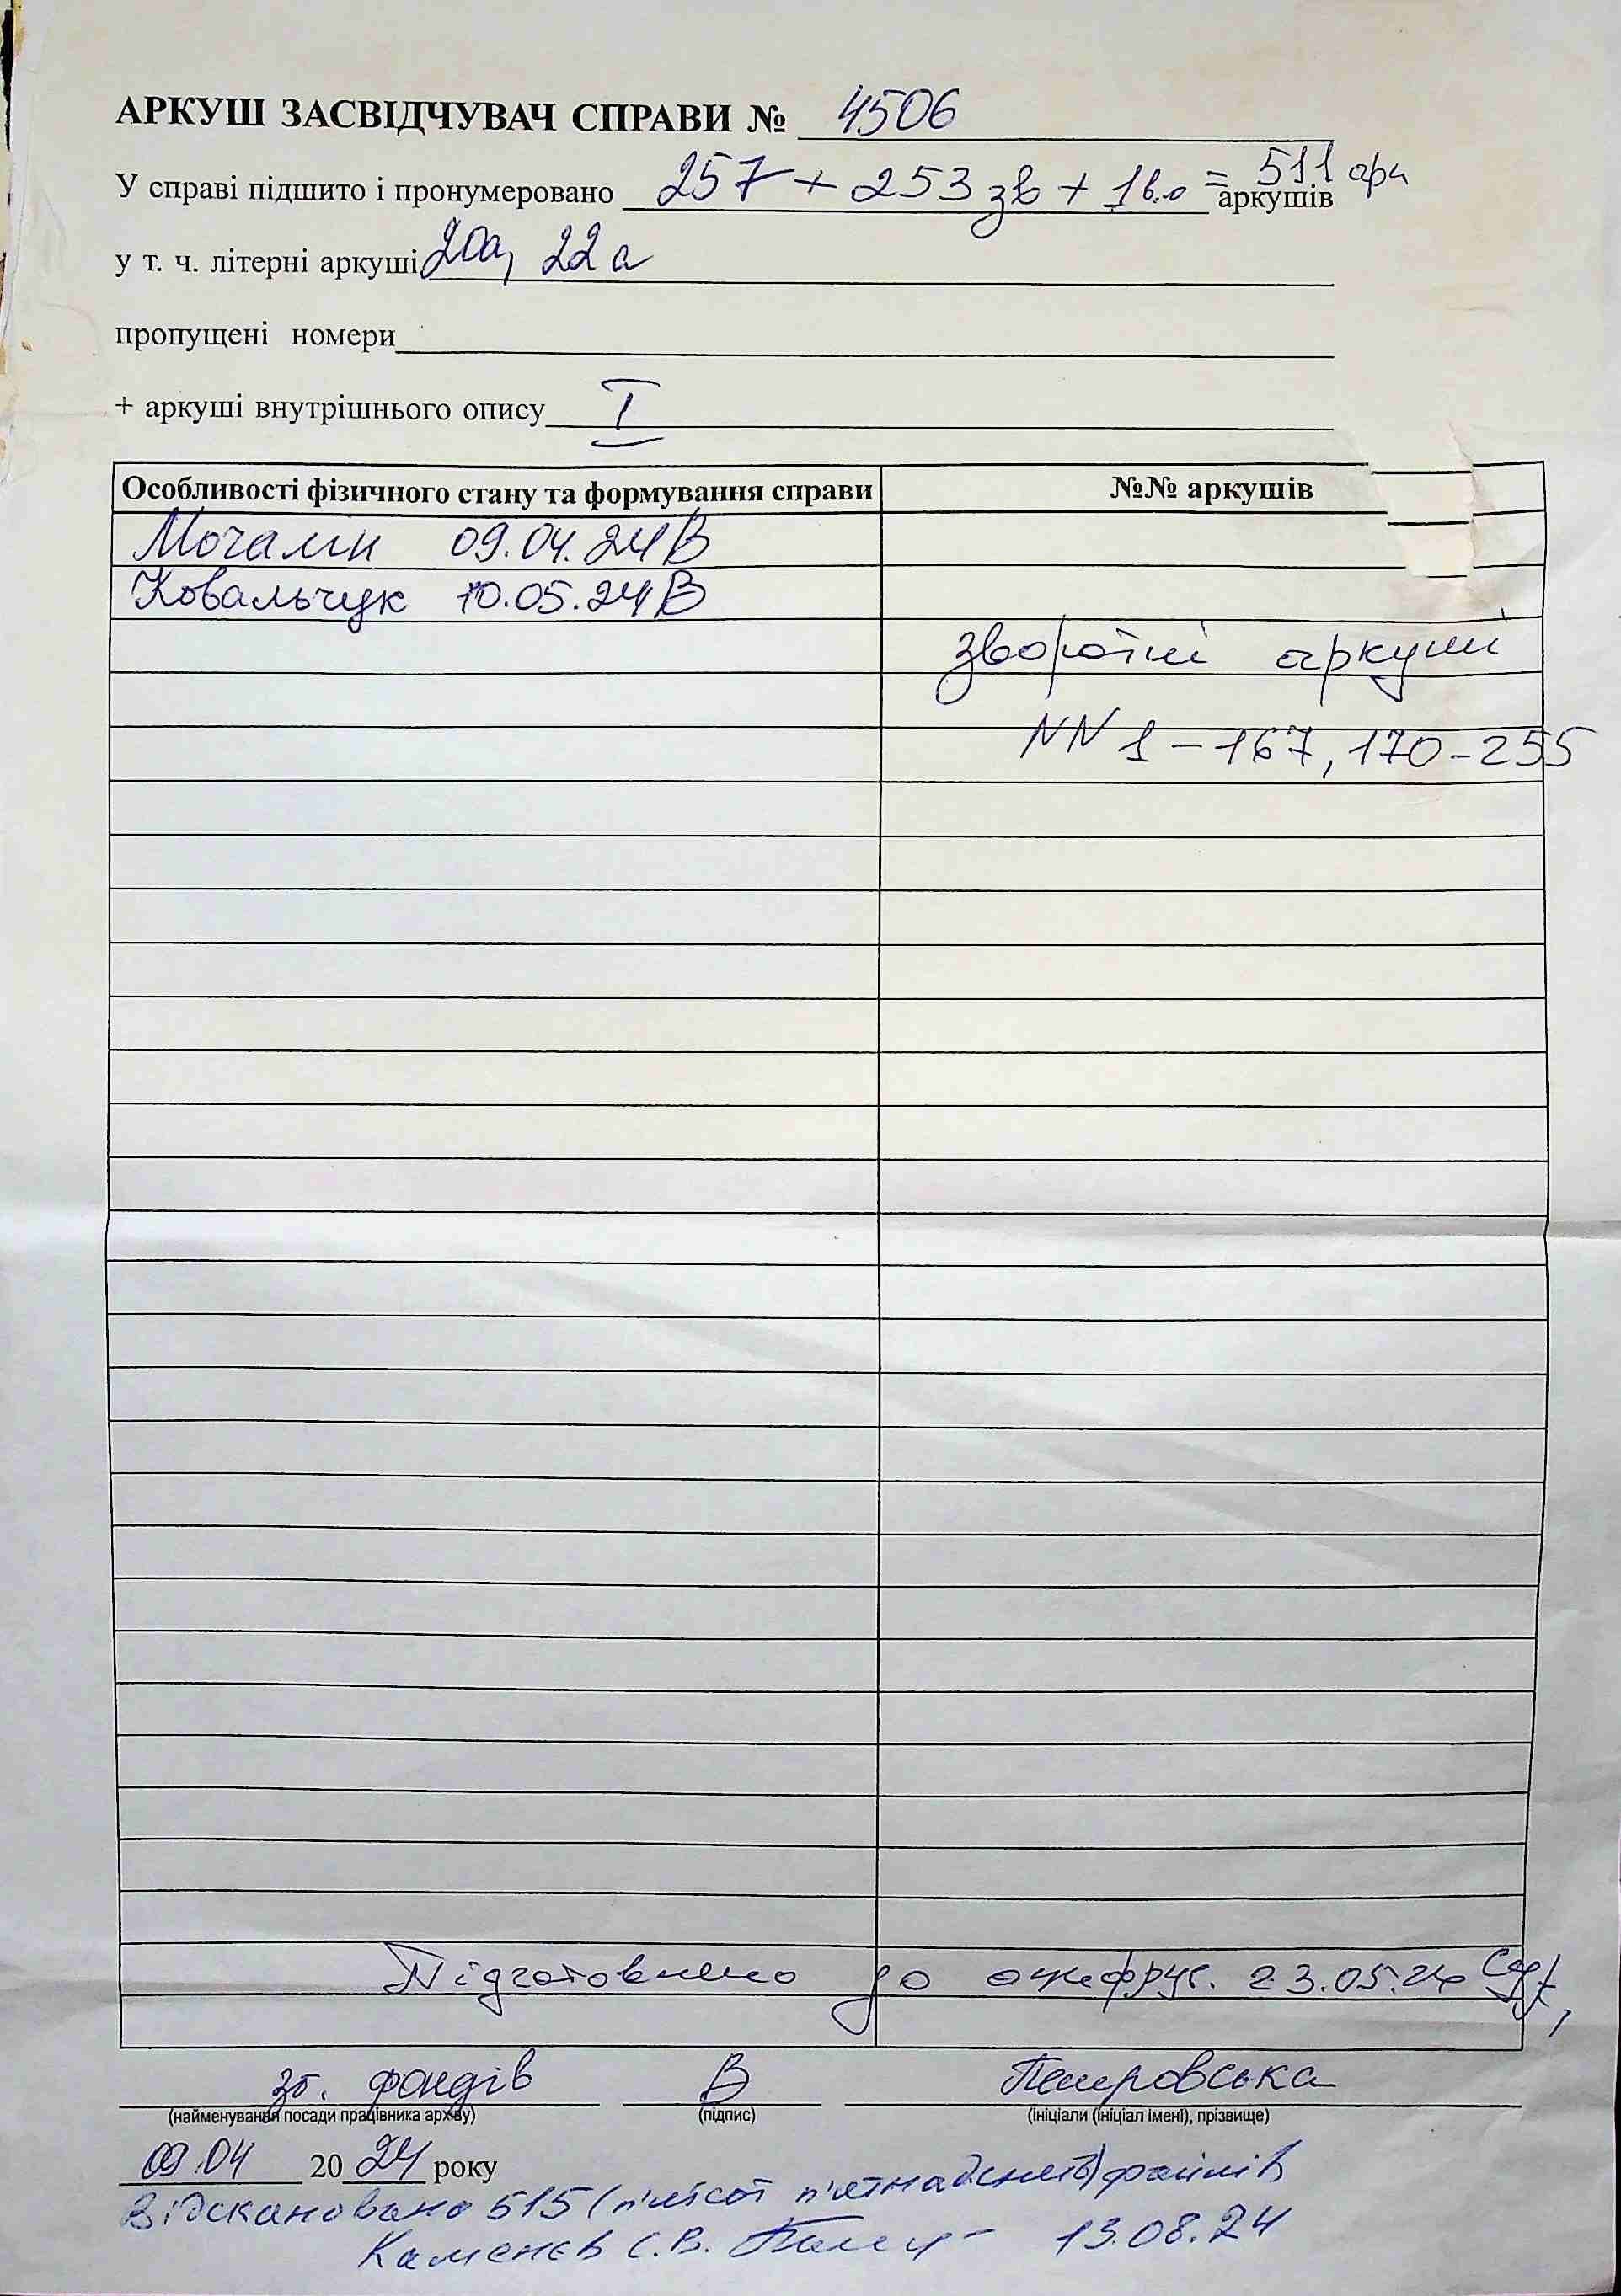 АРКУШ ЗАСВІДЧУВАЧ СПРАВИ № 4506
У справі підшито і пронумеровано 257 + 253 зв + 1 в.о = 511 арк аркушів
у т. ч. літерні аркуші 20а, 22а
пропущені номери
+ аркуші внутрішнього опису I
Особливості фізичного стану та формування справи №№ аркушів
Мочалін 09.04.24 В
Ковальчук 10.05.24 В
зворотні аркуші
NN 1-167, 170-255
Підготовлено до оцифрув. 23.05.24
зб. фондів В Петровська
(найменування посади працівника архіву) (підпис) (ініціали (ініціал імені), прізвище)
09.04 2024 року
Відскановано 515 (п'ятсот п'ятнадцять) файлів
Каменєв С.В. 13.08.24